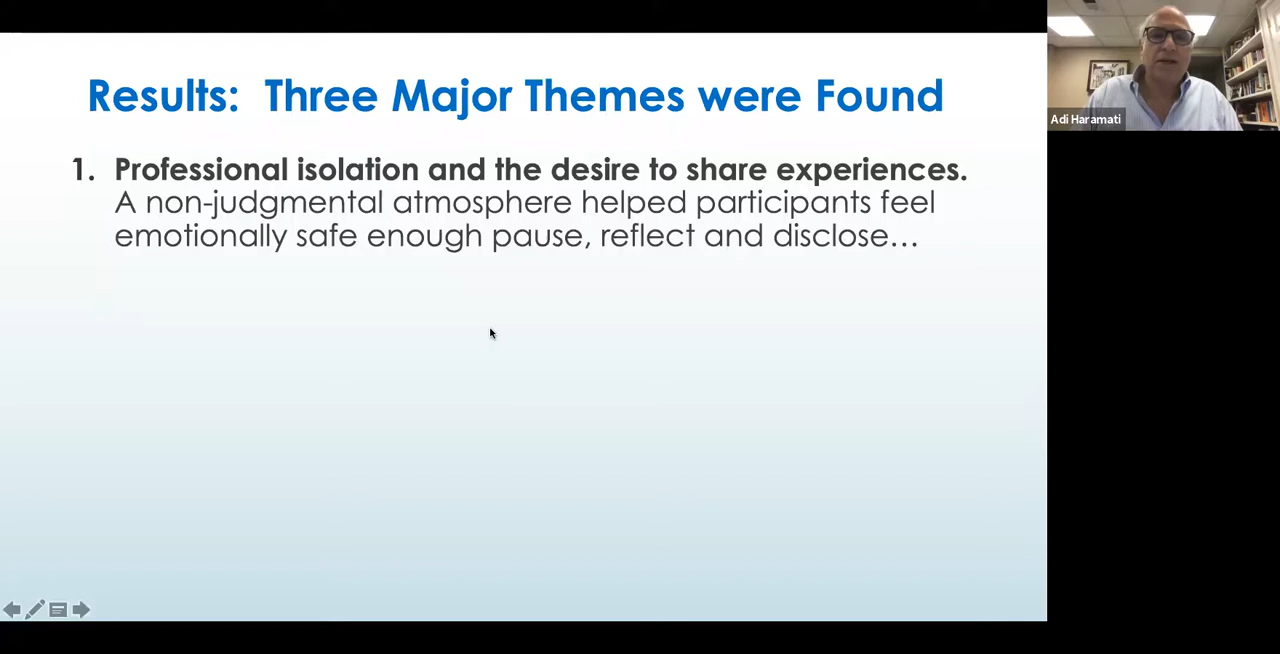 Results: Three Major Themes were Found
1. Professional isolation and the desire to share experiences.
A non-judgmental atmosphere helped participants feel
emotionally safe enough pause, reflect and disclose...
Adi Haramati